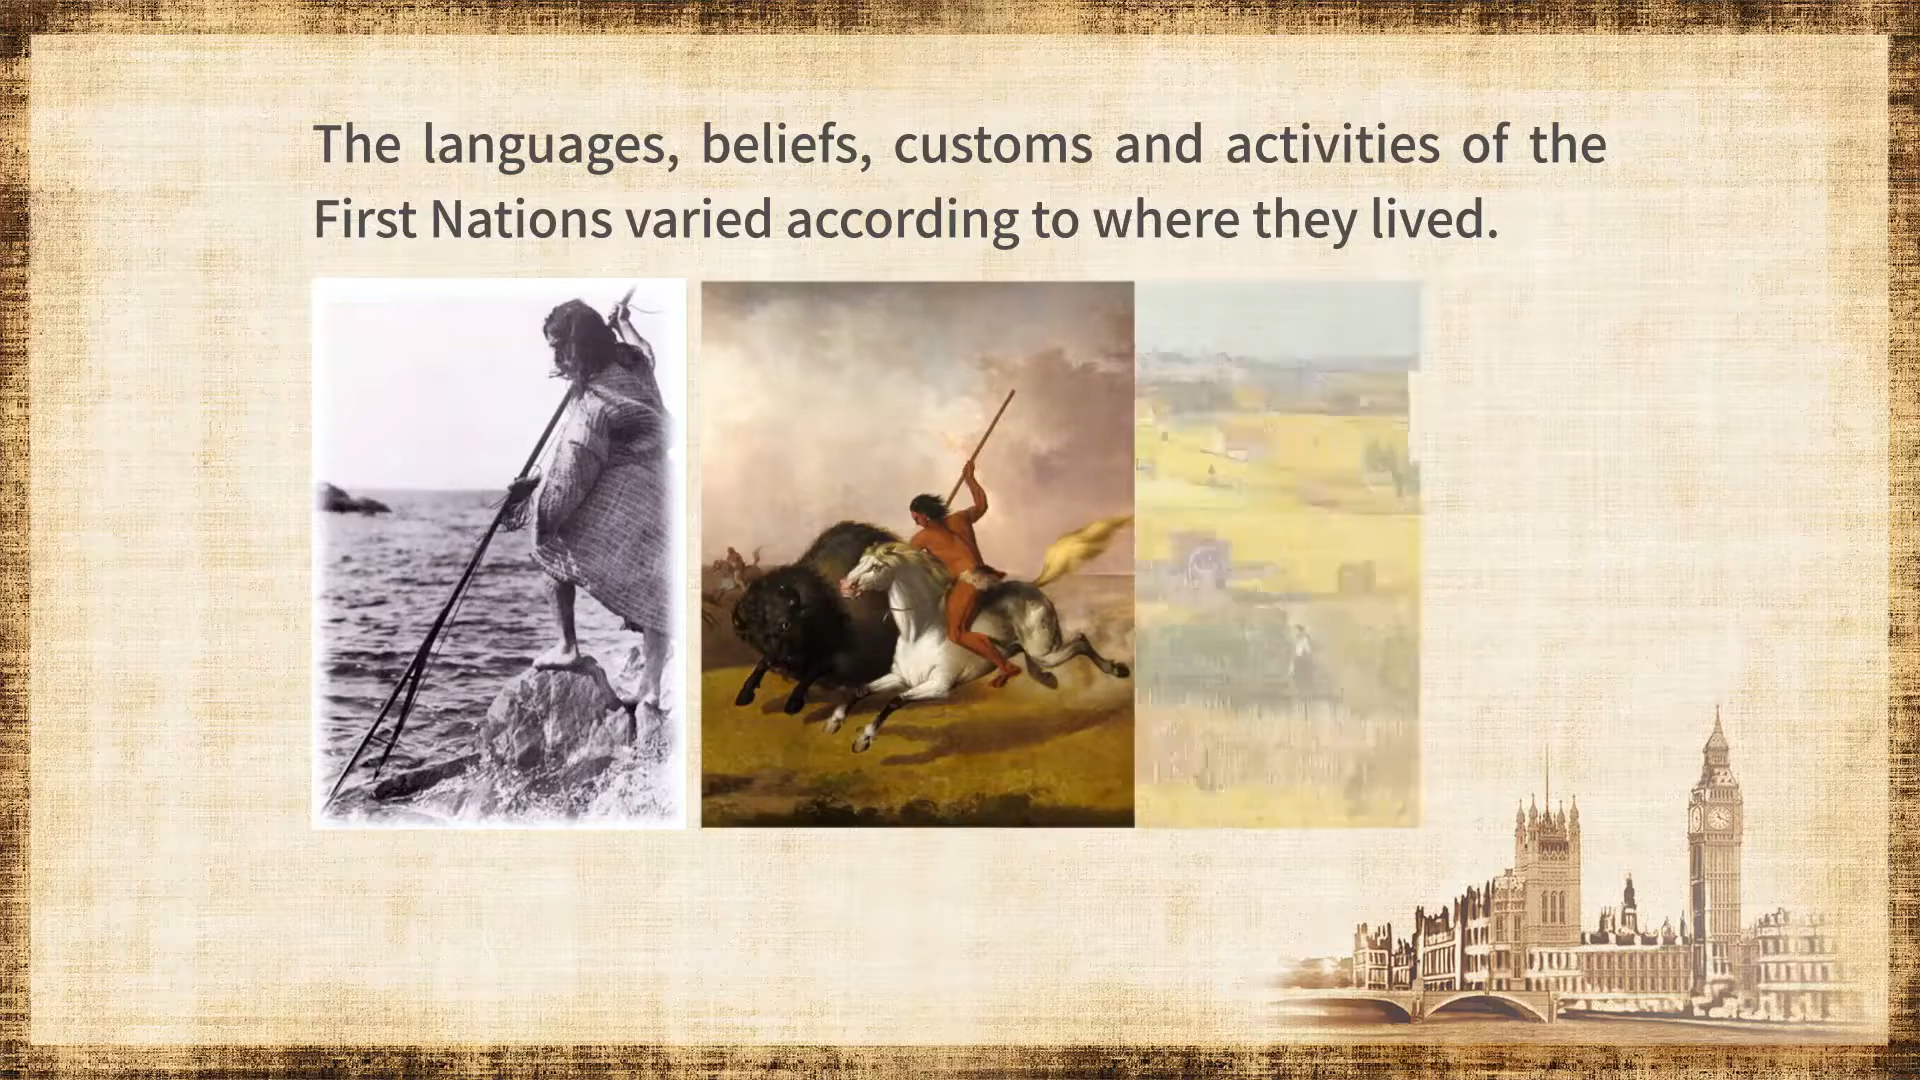 The languages, beliefs, customs and activities of the
First Nations varied according to where they lived.